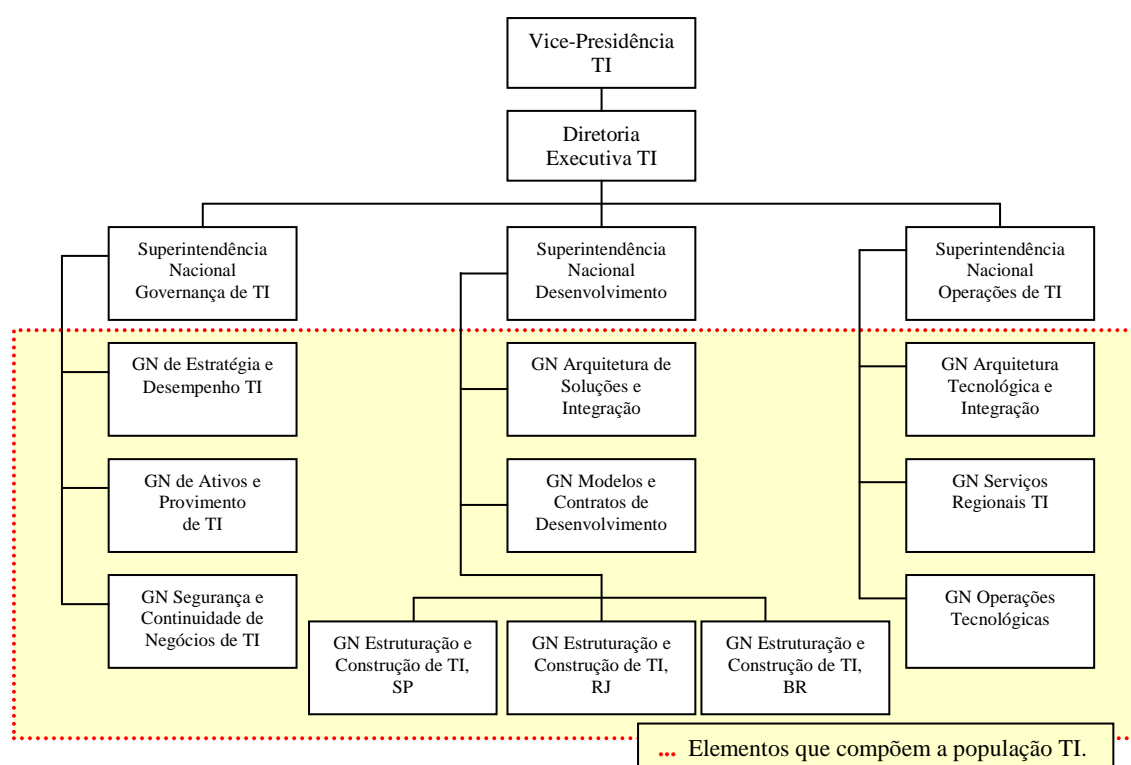 Vice-Presidência
TI
Diretoria
Executiva TI
Superintendência
Nacional
Governança de TI
Superintendência
Nacional
Desenvolvimento
Superintendência
Nacional
Operações de TI
GN de Estratégia e
Desempenho TI
GN Arquitetura de
Soluções e
Integração
GN Arquitetura
Tecnológica e
Integração
GN de Ativos e
Provimento
de TI
GN Modelos e
Contratos de
Desenvolvimento
GN Serviços
Regionais TI
GN Segurança e
Continuidade de
Negócios de TI
GN Operações
Tecnológicas
GN Estruturação e
Construção de TI,
SP
GN Estruturação e
Construção de TI,
RJ
GN Estruturação e
Construção de TI,
BR
... Elementos que compõem a população TI.